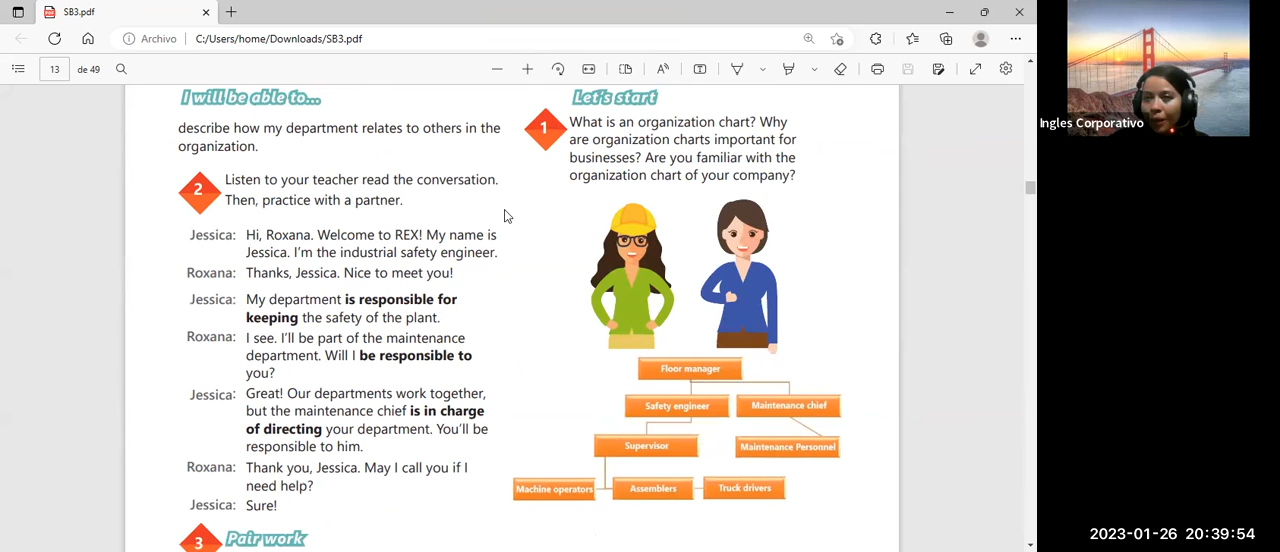 SB3.pdf
Archivo
C:/Users/home/Downloads/SB3.pdf
13
de 49
I will be able to...
describe how my department relates to others in the
organization.
2
Listen to your teacher read the conversation.
Then, practice with a partner.
Jessica: Hi, Roxana. Welcome to REX! My name is
Jessica. I'm the industrial safety engineer.
Roxana: Thanks, Jessica. Nice to meet you!
Jessica: My department is responsible for
keeping the safety of the plant.
Roxana: I see. I'll be part of the maintenance
department. Will I be responsible to
you?
Jessica: Great! Our departments work together,
but the maintenance chief is in charge
of directing your department. You'll be
responsible to him.
Roxana: Thank you, Jessica. May I call you if I
need help?
Jessica: Sure!
3
Pair work
Let's start
1
What is an organization chart? Why
are organization charts important for
businesses? Are you familiar with the
organization chart of your company?
Floor manager
Safety engineer
Maintenance chief
Supervisor
Maintenance Personnel
Machine operators
Assemblers
Truck drivers
Ingles Corporativo
2023-01-26 20:39:54